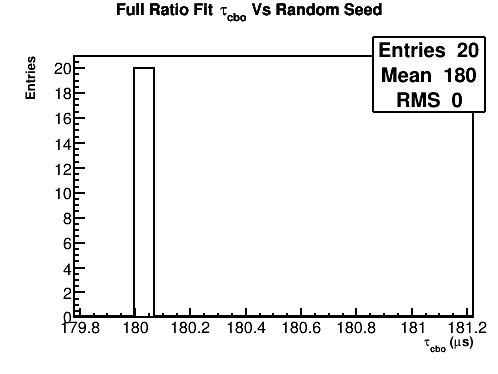 Full Ratio Fit τcbo Vs Random Seed
Entries 20
Mean 180
RMS 0
Entries
20
18
16
14
12
10
8
6
4
2
0
179.8 180 180.2 180.4 180.6 180.8 181 181.2
τcbo (μs)